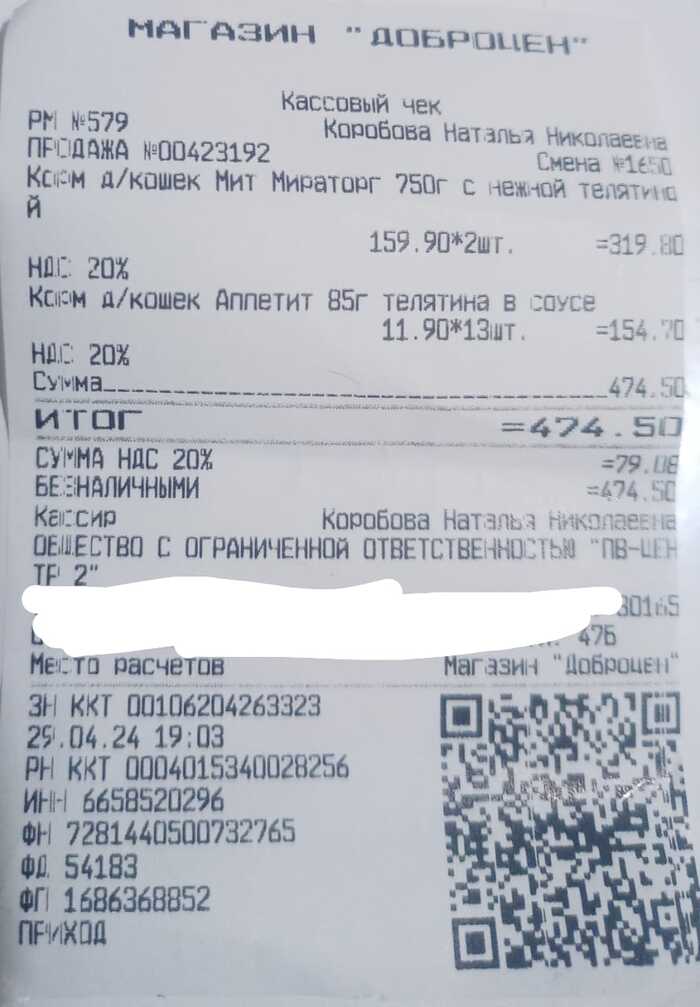 МАГАЗИН "ДОБРОЦЕН"
Кассовый чек
РМ №579
Коробова Наталья Николаевна
ПРОДАЖА №00423192
Смена №1650
Корм д/кошек Мит Мираторг 750г с нежной телятино
й
159.90*2шт. =319.80
НДС 20%
Корм д/кошек Аппетит 85г телятина в соусе
11.90*13шт. =154.70
НДС 20%
Сумма 474.50
ИТОГ =474.50
СУММА НДС 20% =79.08
БЕЗНАЛИЧНЫМИ =474.50
Кассир Коробова Наталья Николаевна
ОБЩЕСТВО С ОГРАНИЧЕННОЙ ОТВЕТСТВЕННОСТЬЮ "ПВ-ЦЕН
ТР 2"
30165
47Б
Место расчетов Магазин "Доброцен"
ЗН ККТ 00106204263323
29.04.24 19:03
РН ККТ 0004015340028256
ИНН 6658520296
ФН 7281440500732765
ФД 54183
ФП 1686368852
ПРИХОД